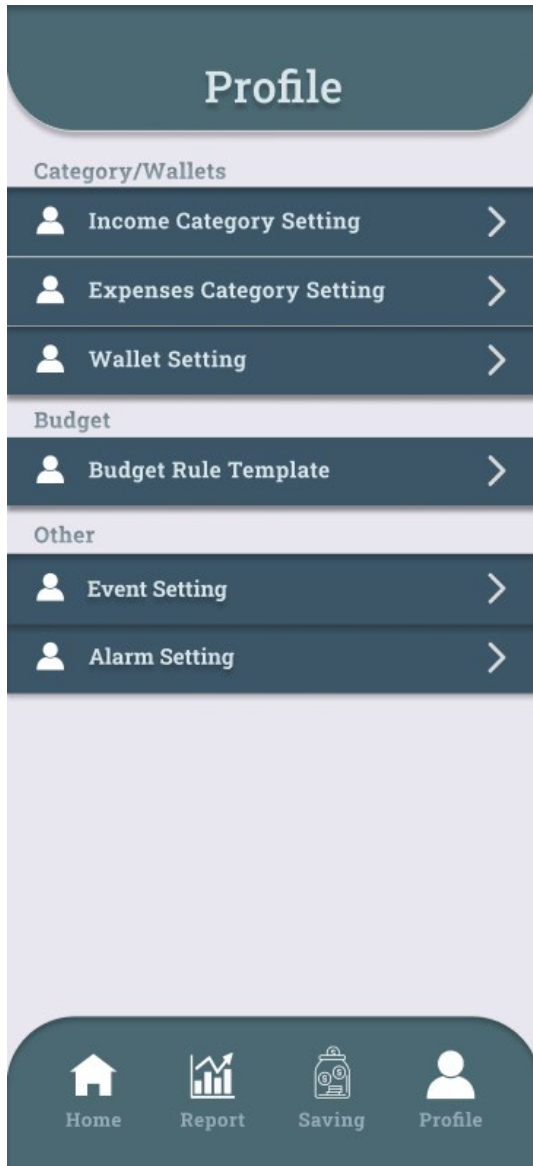 Profile
Category/Wallets
Income Category Setting
Expenses Category Setting
Wallet Setting
Budget
Budget Rule Template
Other
Event Setting
Alarm Setting
Home Report Saving Profile